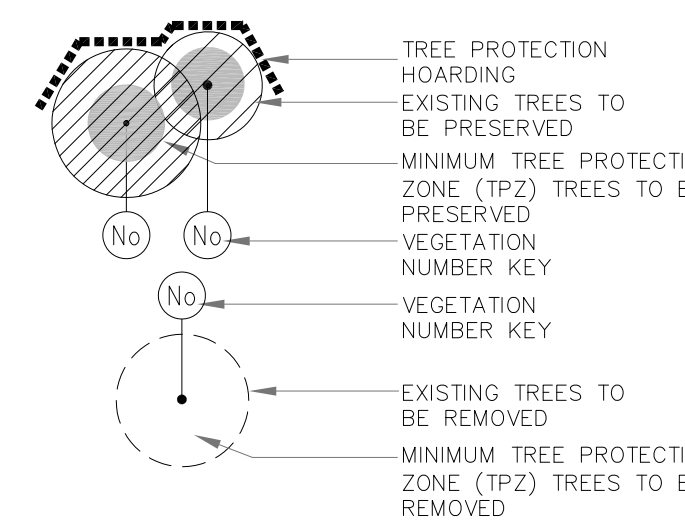 TREE PROTECTION
HOARDING
EXISTING TREES TO
BE PRESERVED
MINIMUM TREE PROTECTI
ZONE (TPZ) TREES TO B
PRESERVED
No No
VEGETATION
NUMBER KEY
No
VEGETATION
NUMBER KEY
EXISTING TREES TO
BE REMOVED
MINIMUM TREE PROTECTI
ZONE (TPZ) TREES TO B
REMOVED